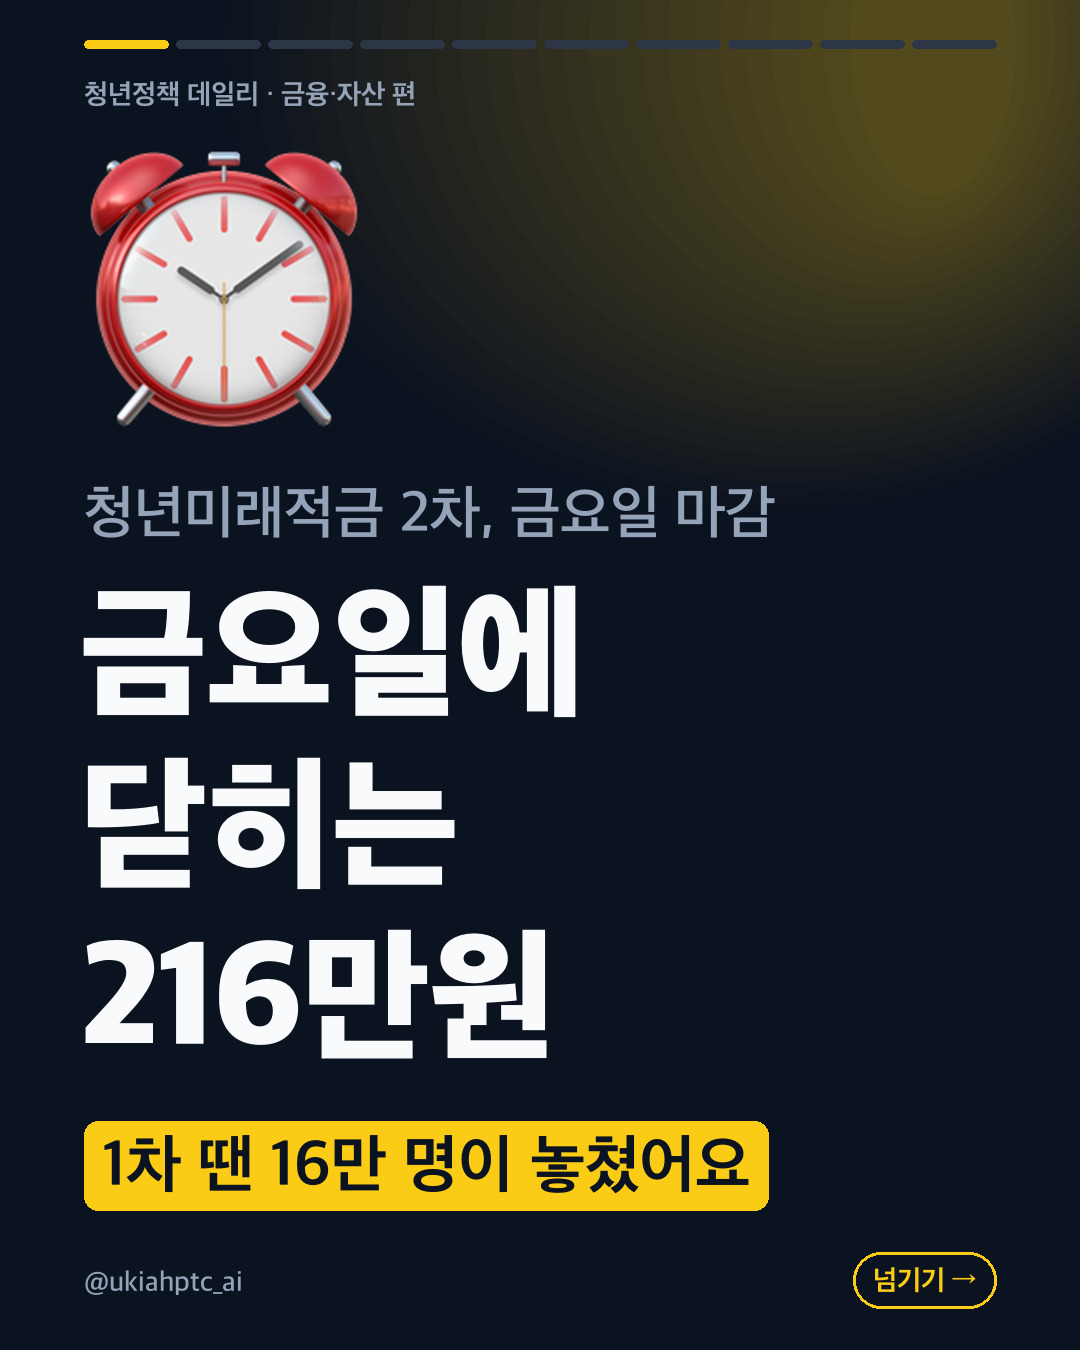 청년정책 데일리 · 금융·자산 편
청년미래적금 2차, 금요일 마감
금요일에
닫히는
216만원
1차 땐 16만 명이 놓쳤어요
@ukiahptc_ai
넘기기 →